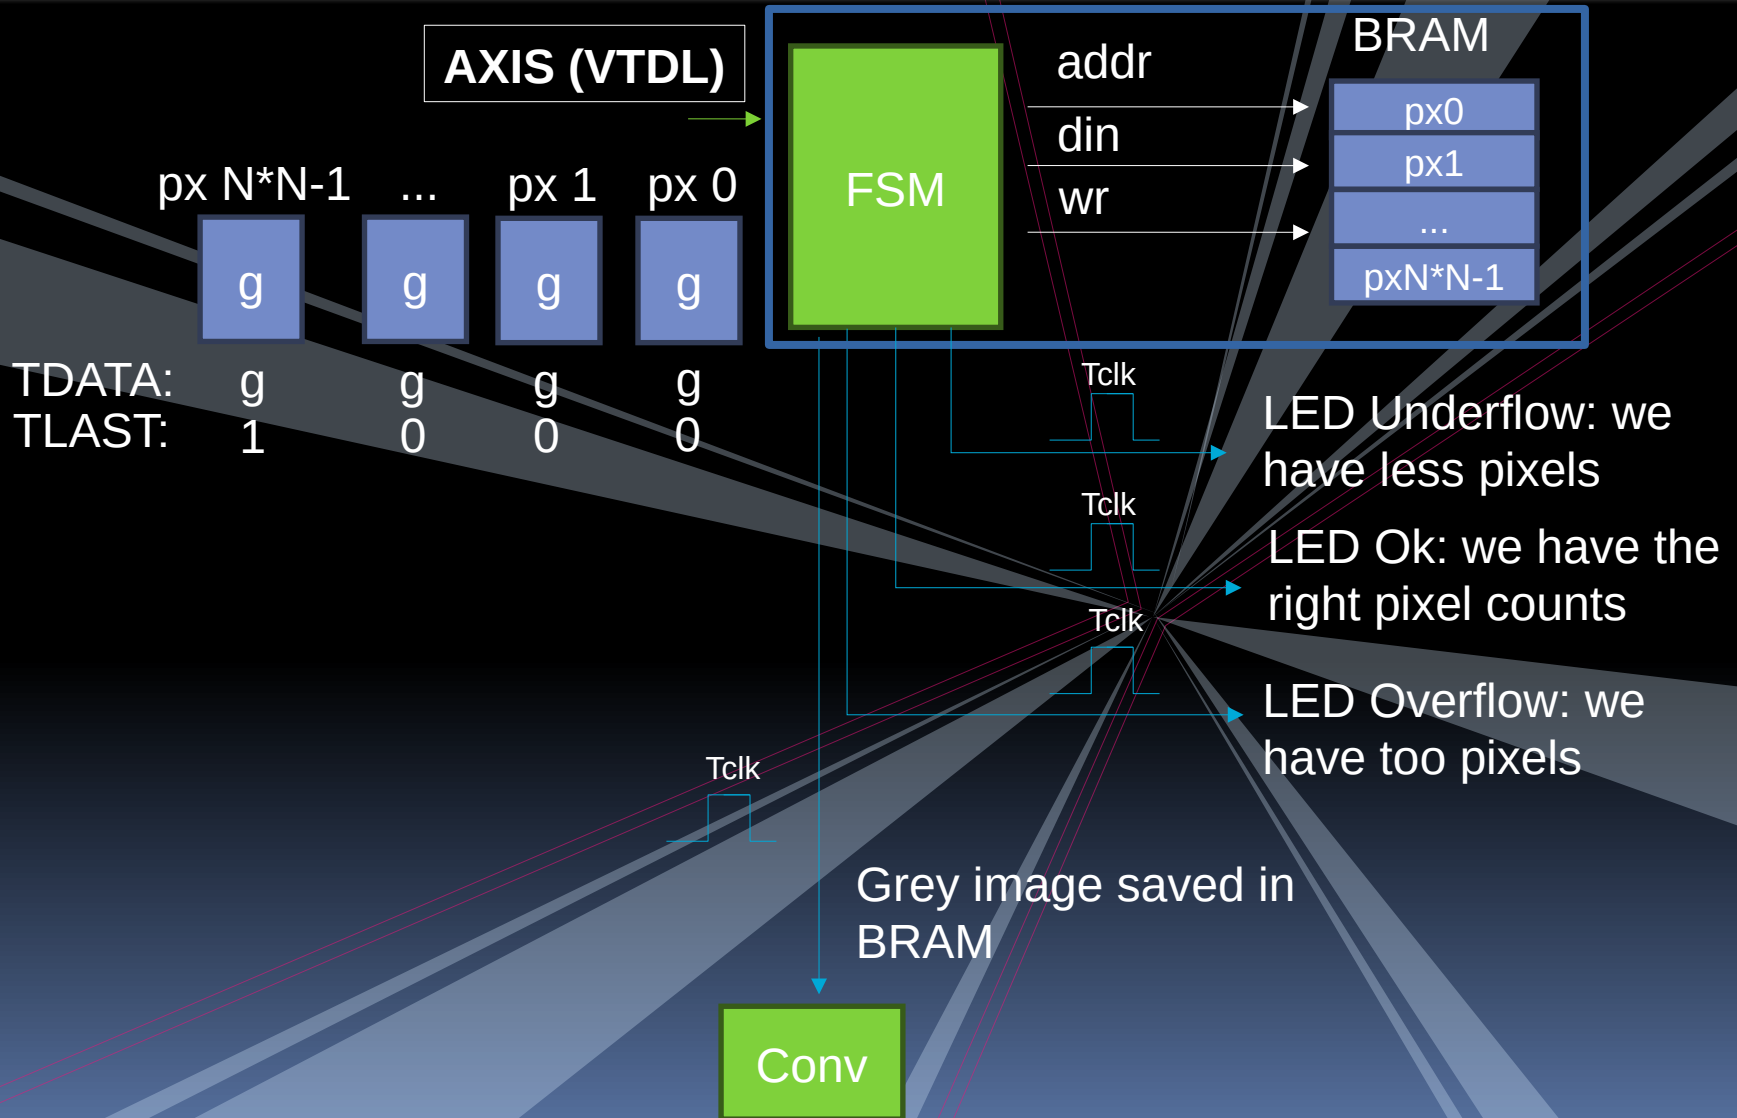 AXIS (VTDL)
BRAM
FSM
addr
din
wr
px0
px1
...
pxN*N-1
px N*N-1 ... px 1 px 0
g g g g
TDATA: g g g g
TLAST: 1 0 0 0
Tclk
LED Underflow: we
have less pixels
Tclk
LED Ok: we have the
right pixel counts
Tclk
LED Overflow: we
have too pixels
Tclk
Grey image saved in
BRAM
Conv